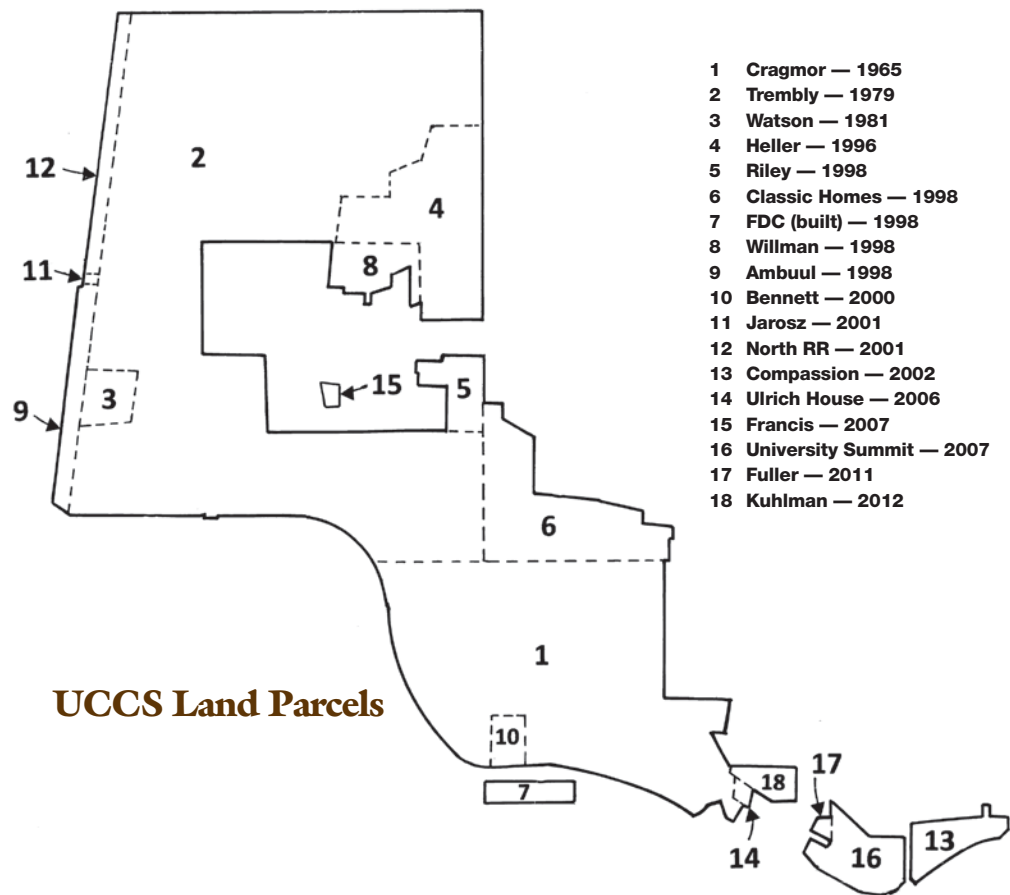 1 Cragmor — 1965
2 Trembly — 1979
3 Watson — 1981
4 Heller — 1996
5 Riley — 1998
6 Classic Homes — 1998
7 FDC (built) — 1998
8 Willman — 1998
9 Ambuul — 1998
10 Bennett — 2000
11 Jarosz — 2001
12 North RR — 2001
13 Compassion — 2002
14 Ulrich House — 2006
15 Francis — 2007
16 University Summit — 2007
17 Fuller — 2011
18 Kuhlman — 2012
2
12
4
8
11
15
5
3
9
6
1
UCCS Land Parcels
10
7
18
17
14
16
13